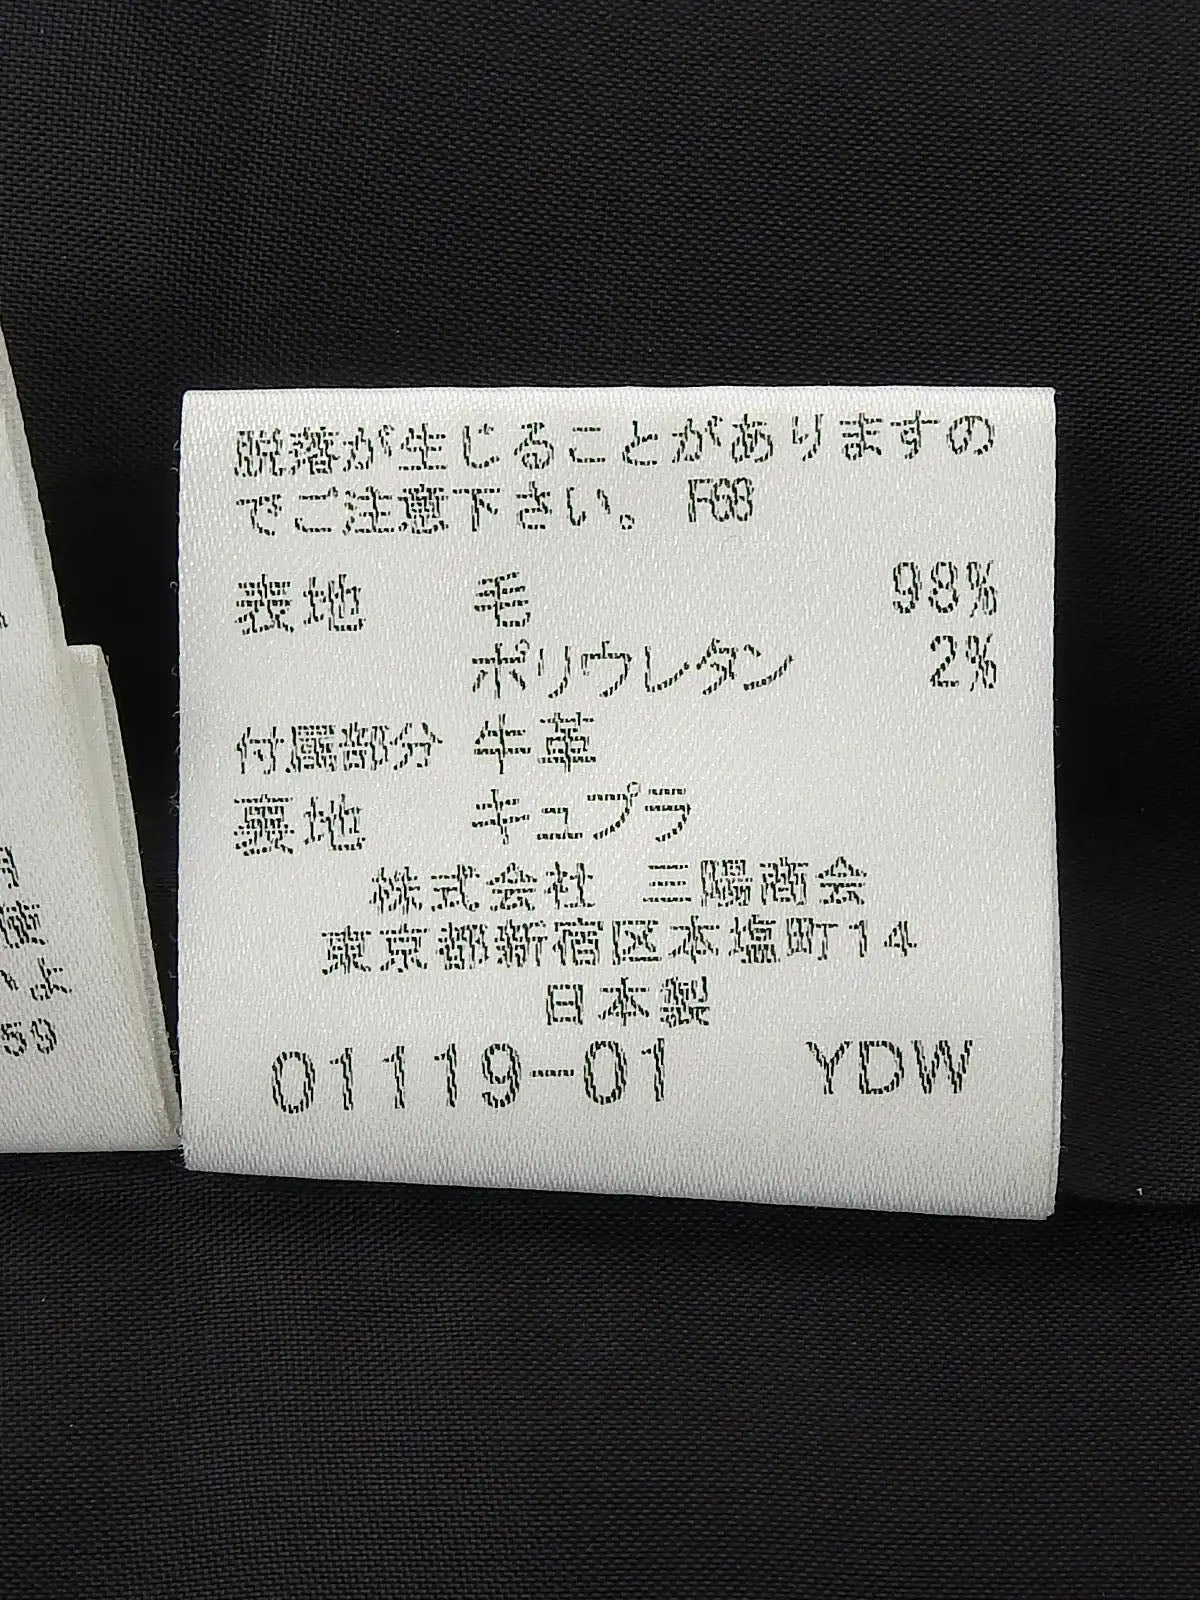 脱落が生じることがありますの
でご注意下さい。 F68
表地 毛 98%
ポリウレタン 2%
付属部分 牛革
裏地 キュプラ
株式会社 三陽商会
東京都新宿区本塩町14
日本製
01119-01 YDW
59